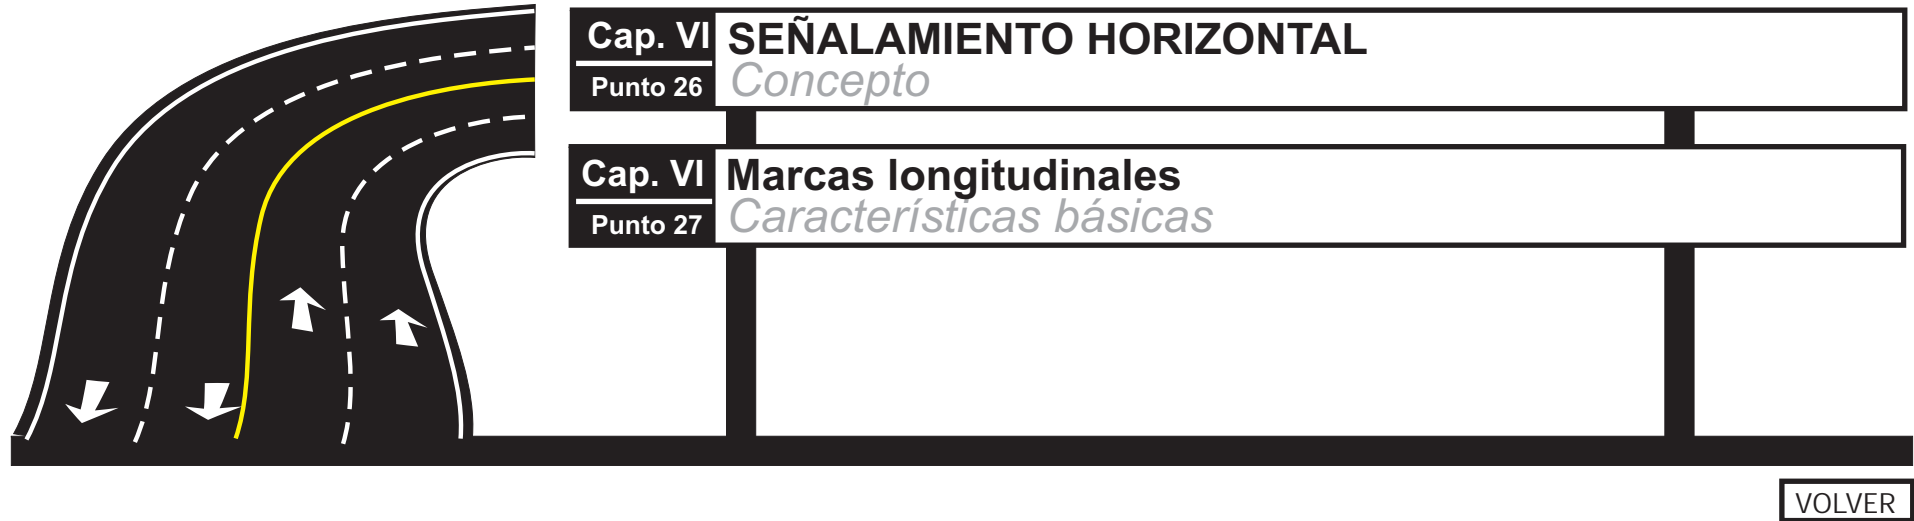 Cap. VI
SEÑALAMIENTO HORIZONTAL
Punto 26
Concepto
Cap. VI
Marcas longitudinales
Punto 27
Características básicas
VOLVER